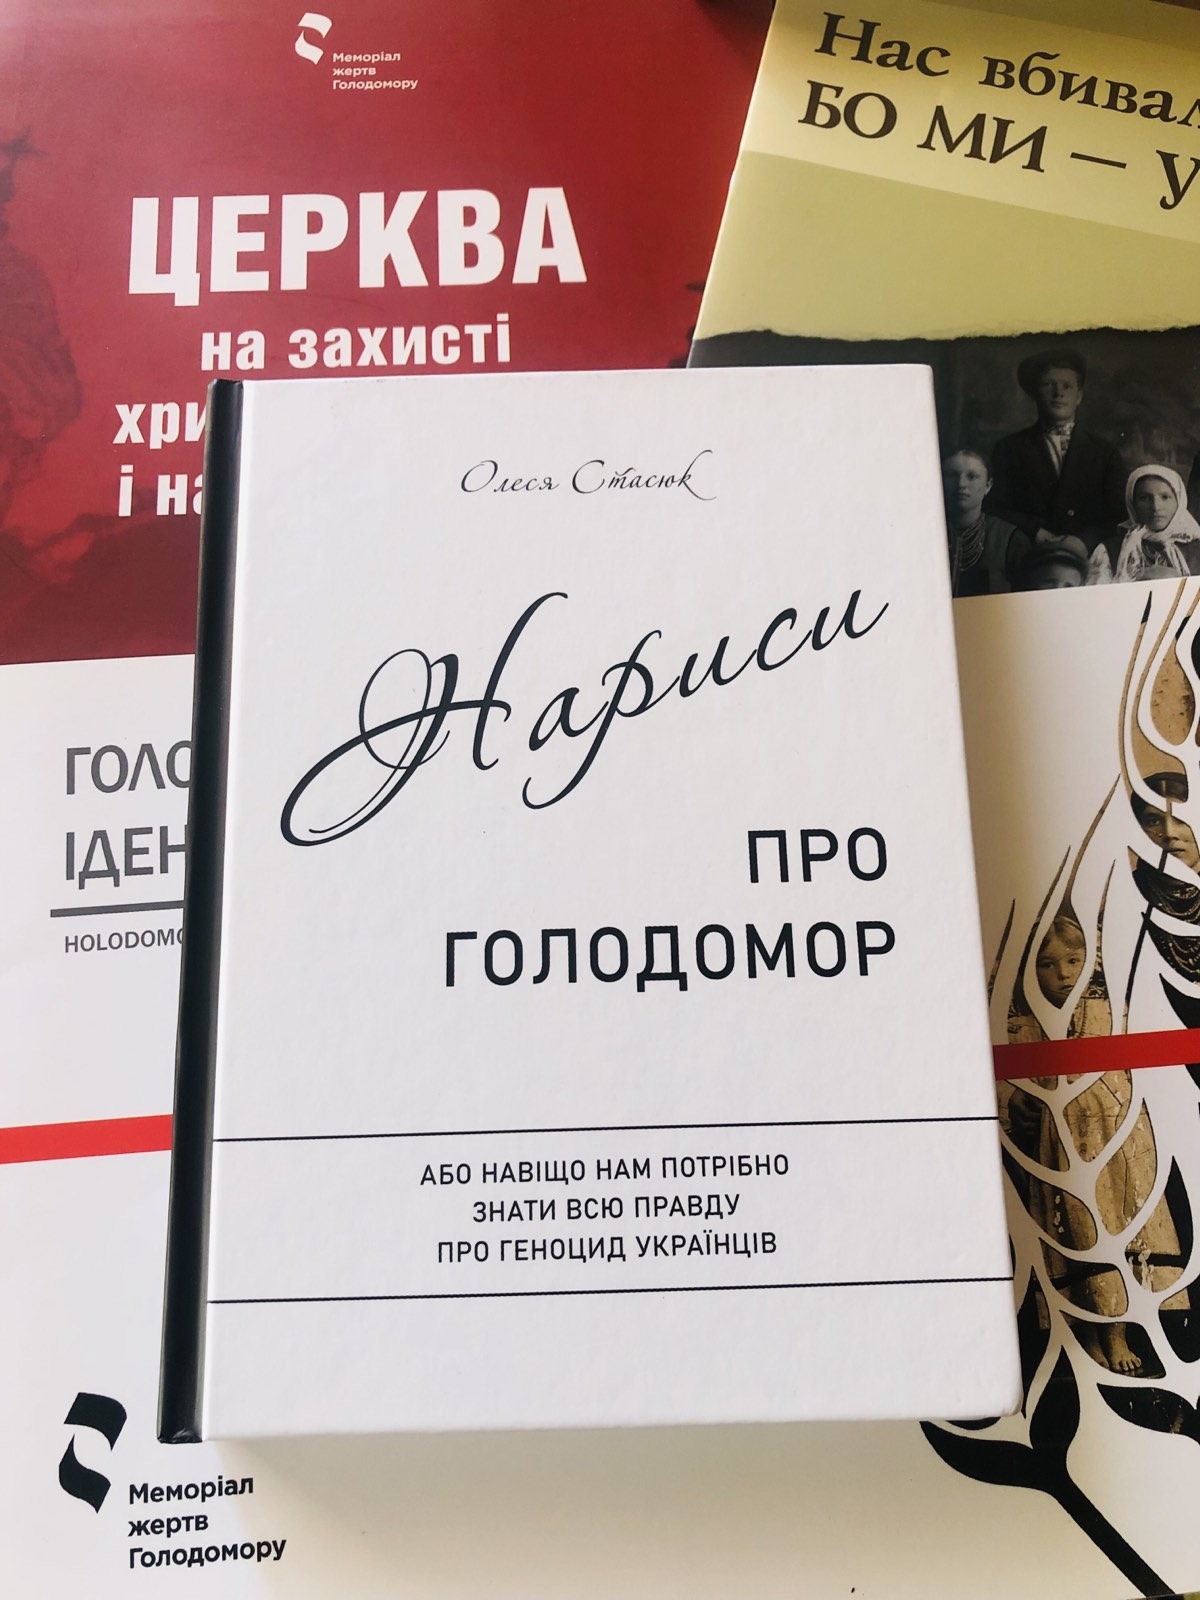 Меморіал
жертв
Голодомору
ЦЕРКВА
на захисті
Нас
БО МИ –
і
Олеся Стасюк
Нариси
ПРО
ГОЛОДОМОР
АБО НАВІЩО НАМ ПОТРІБНО
ЗНАТИ ВСЮ ПРАВДУ
ПРО ГЕНОЦИД УКРАЇНЦІВ
Меморіал
жертв
Голодомору